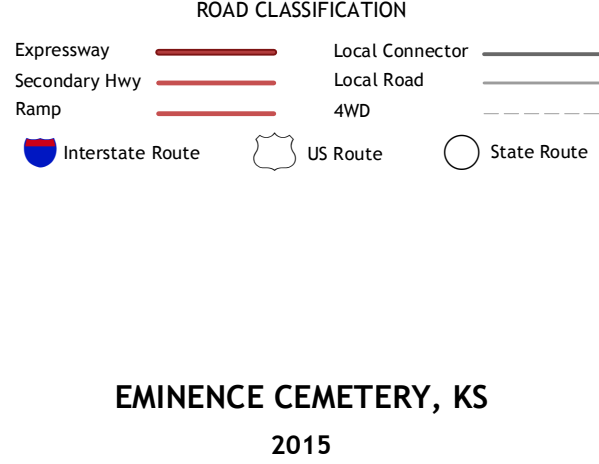 ROAD CLASSIFICATION
Expressway Local Connector
Secondary Hwy Local Road
Ramp 4WD
Interstate Route US Route State Route
EMINENCE CEMETERY, KS
2015